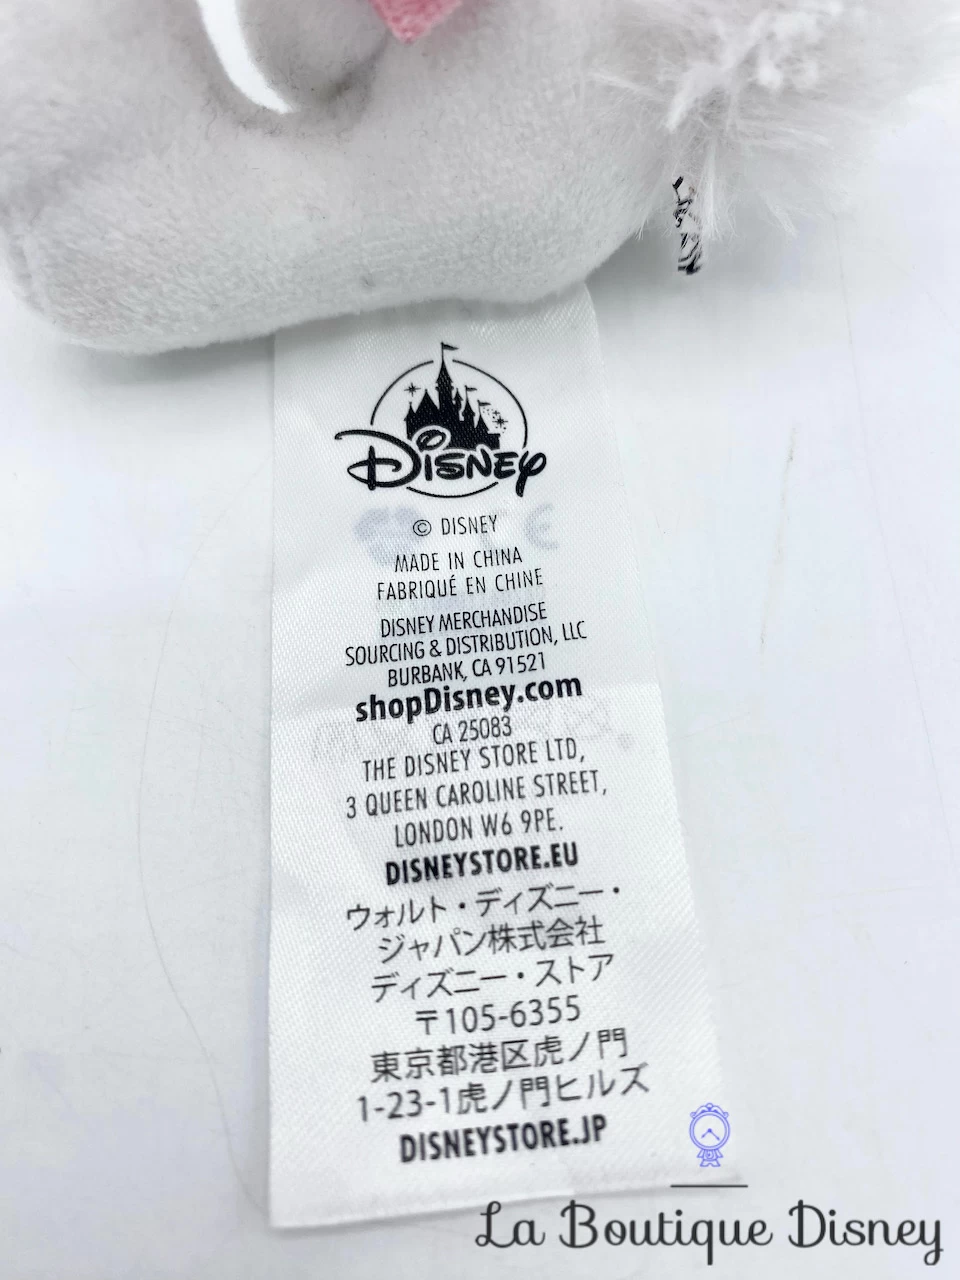 DISNEY
© DISNEY
MADE IN CHINA
FABRIQUÉ EN CHINE
DISNEY MERCHANDISE
SOURCING & DISTRIBUTION, LLC
BURBANK, CA 91521
shopDisney.com
CA 25083
THE DISNEY STORE LTD,
3 QUEEN CAROLINE STREET,
LONDON W6 9PE.
DISNEYSTORE.EU
ウォルト・ディズニー・
ジャパン株式会社
ディズニー・ストア
〒105-6355
東京都港区虎ノ門
1-23-1虎ノ門ヒルズ
DISNEYSTORE.JP
La Boutique Disney